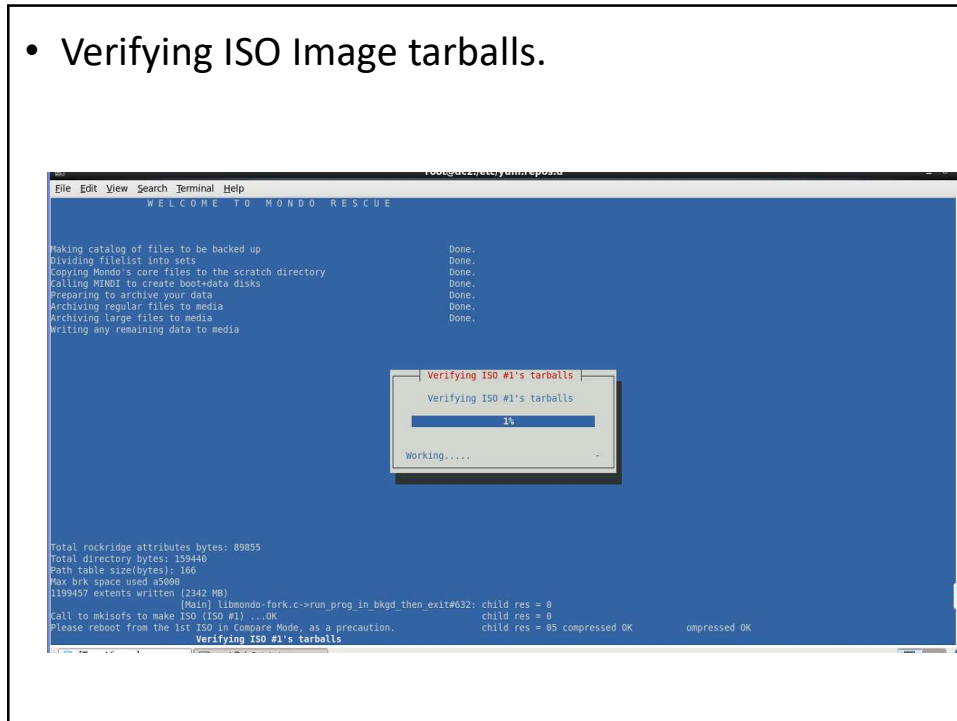 • Verifying ISO Image tarballs.
root@dc2:/etc/yum.repos.d
File Edit View Search Terminal Help
W E L C O M E T O M O N D O R E S C U E
Making catalog of files to be backed up Done.
Dividing filelist into sets Done.
Copying Mondo's core files to the scratch directory Done.
Calling MINDI to create boot+data disks Done.
Preparing to archive your data Done.
Archiving regular files to media Done.
Archiving large files to media Done.
Writing any remaining data to media
Verifying ISO #1's tarballs
Verifying ISO #1's tarballs
1%
Working..... -
Total rockridge attributes bytes: 89855
Total directory bytes: 159440
Path table size(bytes): 166
Max brk space used a5000
1199457 extents written (2342 MB)
[Main] libmondo-fork.c->run_prog_in_bkgd_then_exit#632: child res = 0
Call to mkisofs to make ISO (ISO #1) ...OK child res = 0
Please reboot from the 1st ISO in Compare Mode, as a precaution. child res = 05 compressed OK ompressed OK
Verifying ISO #1's tarballs